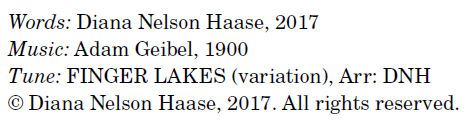 Words: Diana Nelson Haase, 2017
Music: Adam Geibel, 1900
Tune: FINGER LAKES (variation), Arr: DNH
© Diana Nelson Haase, 2017. All rights reserved.